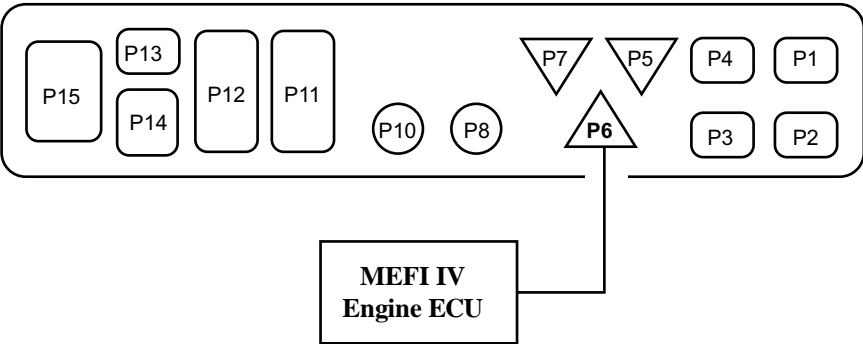 P15
P13
P14
P12
P11
P10
P8
P7
P5
P6
P4
P1
P3
P2
MEFI IV
Engine ECU